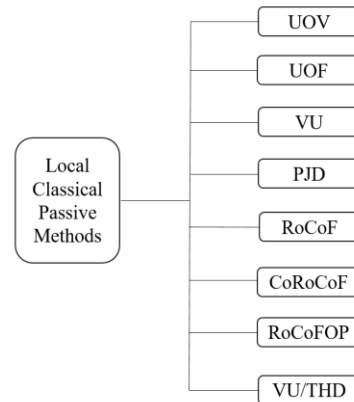 Local
Classical
Passive
Methods
UOV
UOF
VU
PJD
RoCoF
CoRoCoF
RoCoFOP
VU/THD